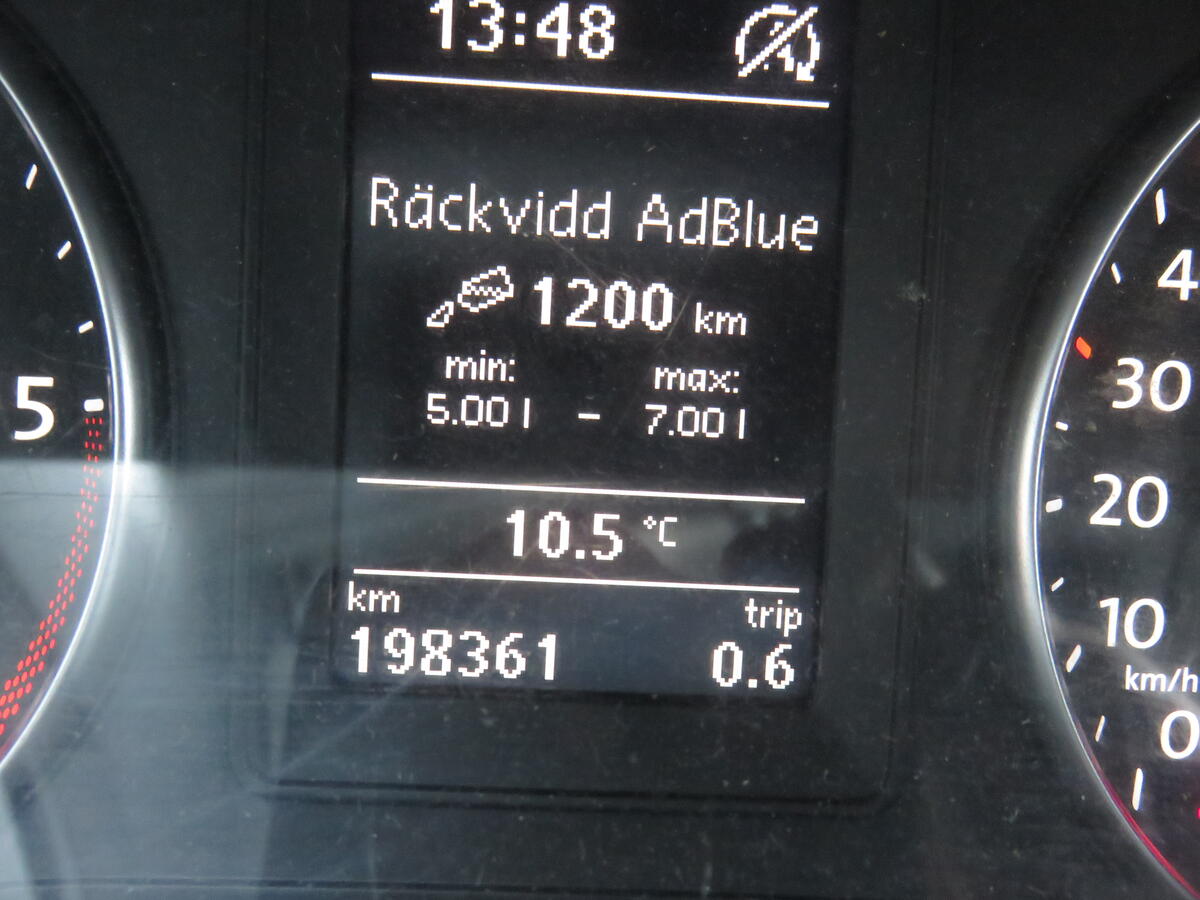 13:48
Räckvidd AdBlue
1200 km
min: max:
5.00 l – 7.00 l
10.5 °C
km trip
198361 0.6
5
4
30
20
10
km/h
0